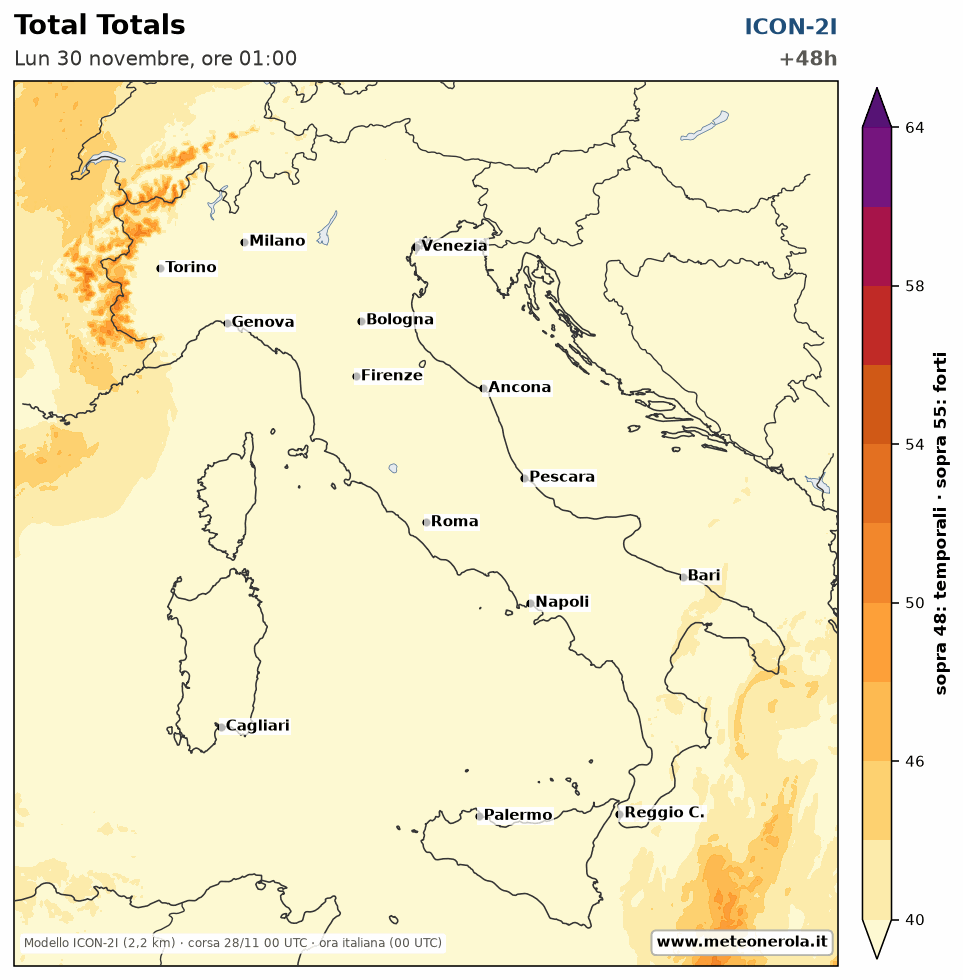 Total Totals
ICON-2I
Lun 30 novembre, ore 01:00
+48h
Milano
Venezia
Torino
Genova
Bologna
Firenze
Ancona
Pescara
Roma
Bari
Napoli
Cagliari
Palermo
Reggio C.
64
58
54
50
46
40
sopra 48: temporali · sopra 55: forti
Modello ICON-2I (2,2 km) · corsa 28/11 00 UTC · ora italiana (00 UTC)
www.meteonerola.it